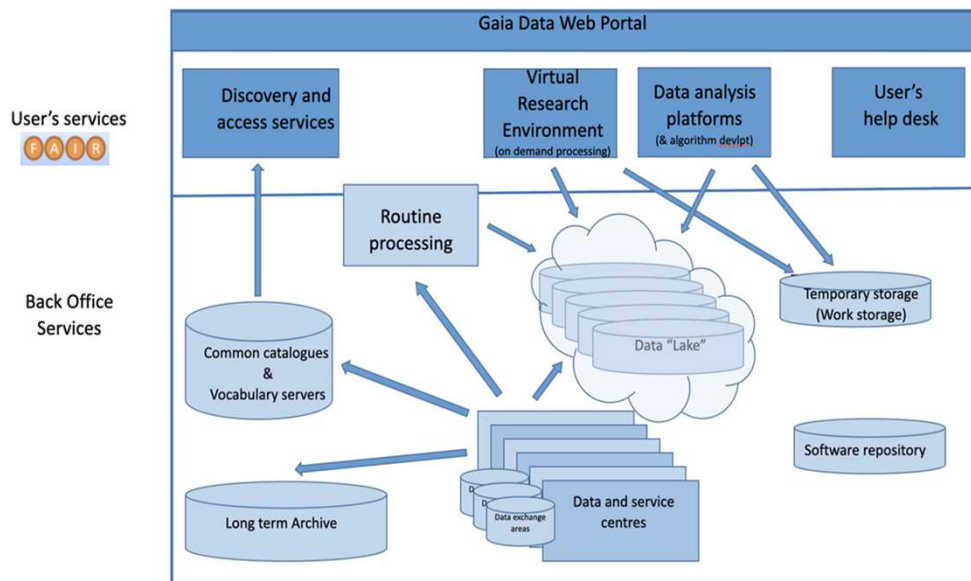 Gaia Data Web Portal
User's services
F A I R
Discovery and
access services
Virtual
Research
Environment
(on demand processing)
Data analysis
platforms
(& algorithm devlpt)
User's
help desk
Routine
processing
Back Office
Services
Common catalogues
&
Vocabulary servers
Data "Lake"
Temporary storage
(Work storage)
Software repository
Long term Archive
D
D
Data exchange
areas
Data and service
centres